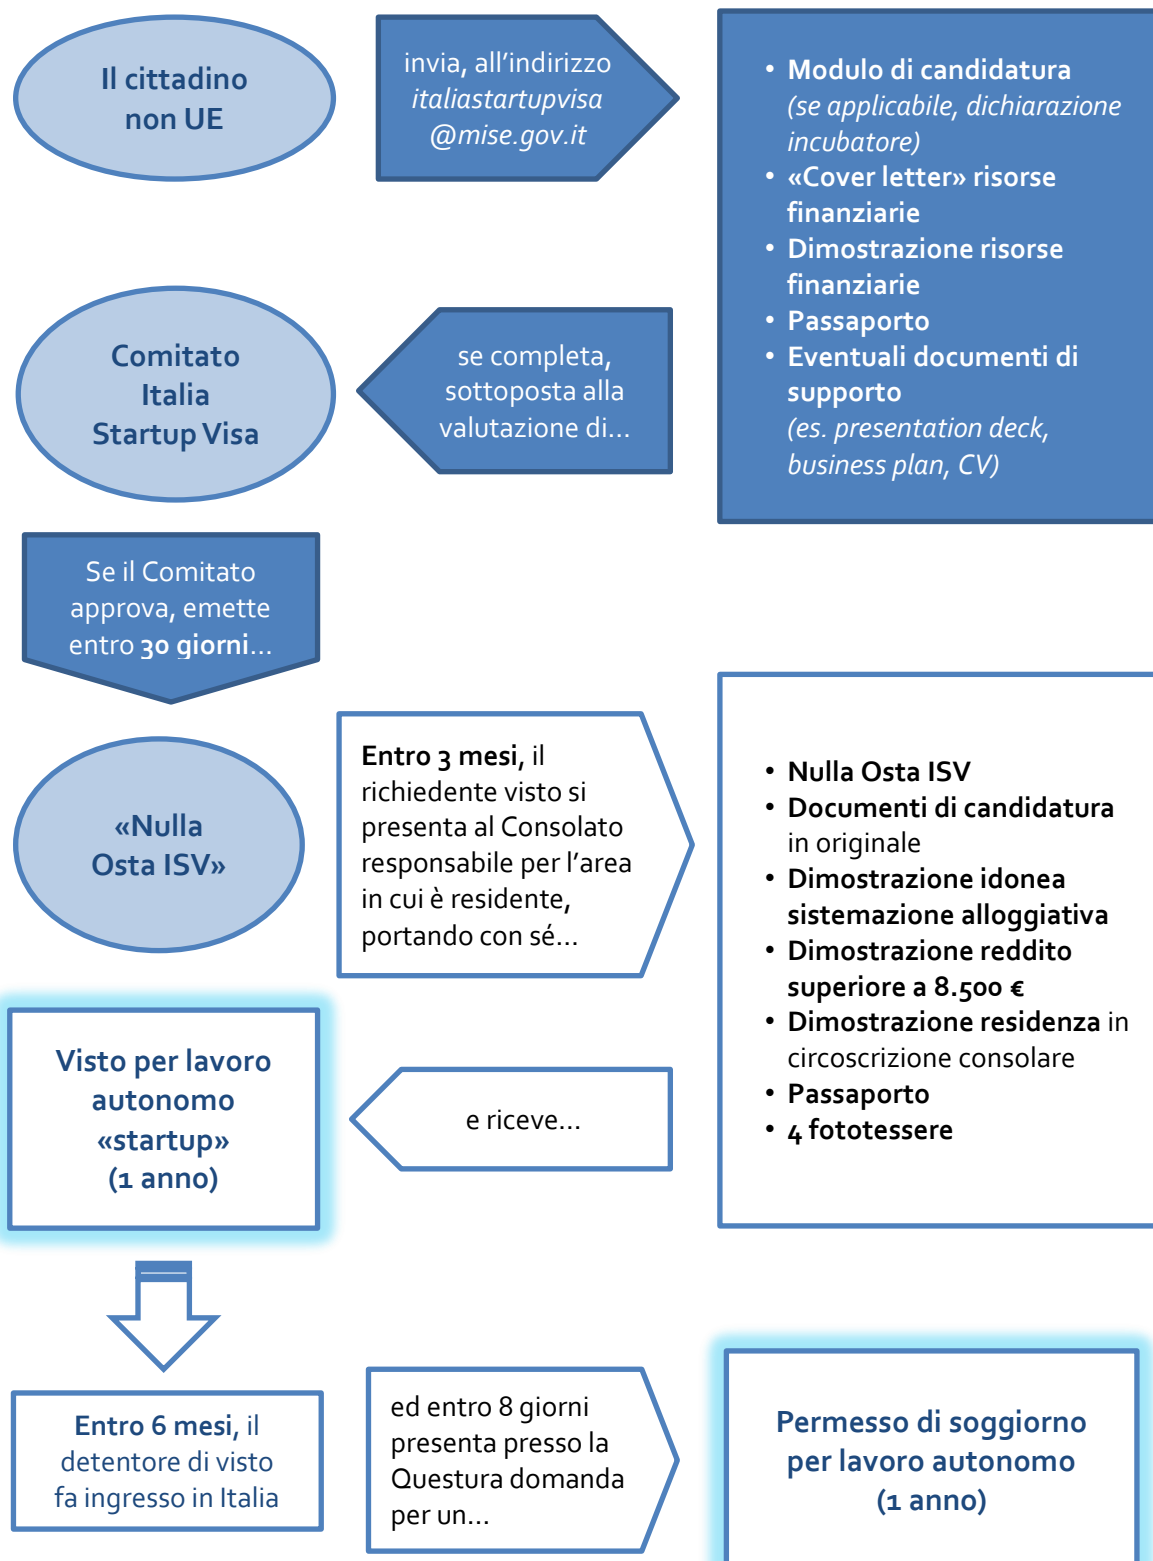 Il cittadino
non UE
invia, all'indirizzo
italiastartupvisa
@mise.gov.it
• Modulo di candidatura
(se applicabile, dichiarazione
incubatore)
• «Cover letter» risorse
finanziarie
• Dimostrazione risorse
finanziarie
• Passaporto
• Eventuali documenti di
supporto
(es. presentation deck,
business plan, CV)
se completa,
sottoposta alla
valutazione di...
Comitato
Italia
Startup Visa
Se il Comitato
approva, emette
entro 30 giorni...
«Nulla
Osta ISV»
Entro 3 mesi, il
richiedente visto si
presenta al Consolato
responsabile per l'area
in cui è residente,
portando con sé...
• Nulla Osta ISV
• Documenti di candidatura
in originale
• Dimostrazione idonea
sistemazione alloggiativa
• Dimostrazione reddito
superiore a 8.500 €
• Dimostrazione residenza in
circoscrizione consolare
• Passaporto
• 4 fototessere
e riceve...
Visto per lavoro
autonomo
«startup»
(1 anno)
Entro 6 mesi, il
detentore di visto
fa ingresso in Italia
ed entro 8 giorni
presenta presso la
Questura domanda
per un...
Permesso di soggiorno
per lavoro autonomo
(1 anno)